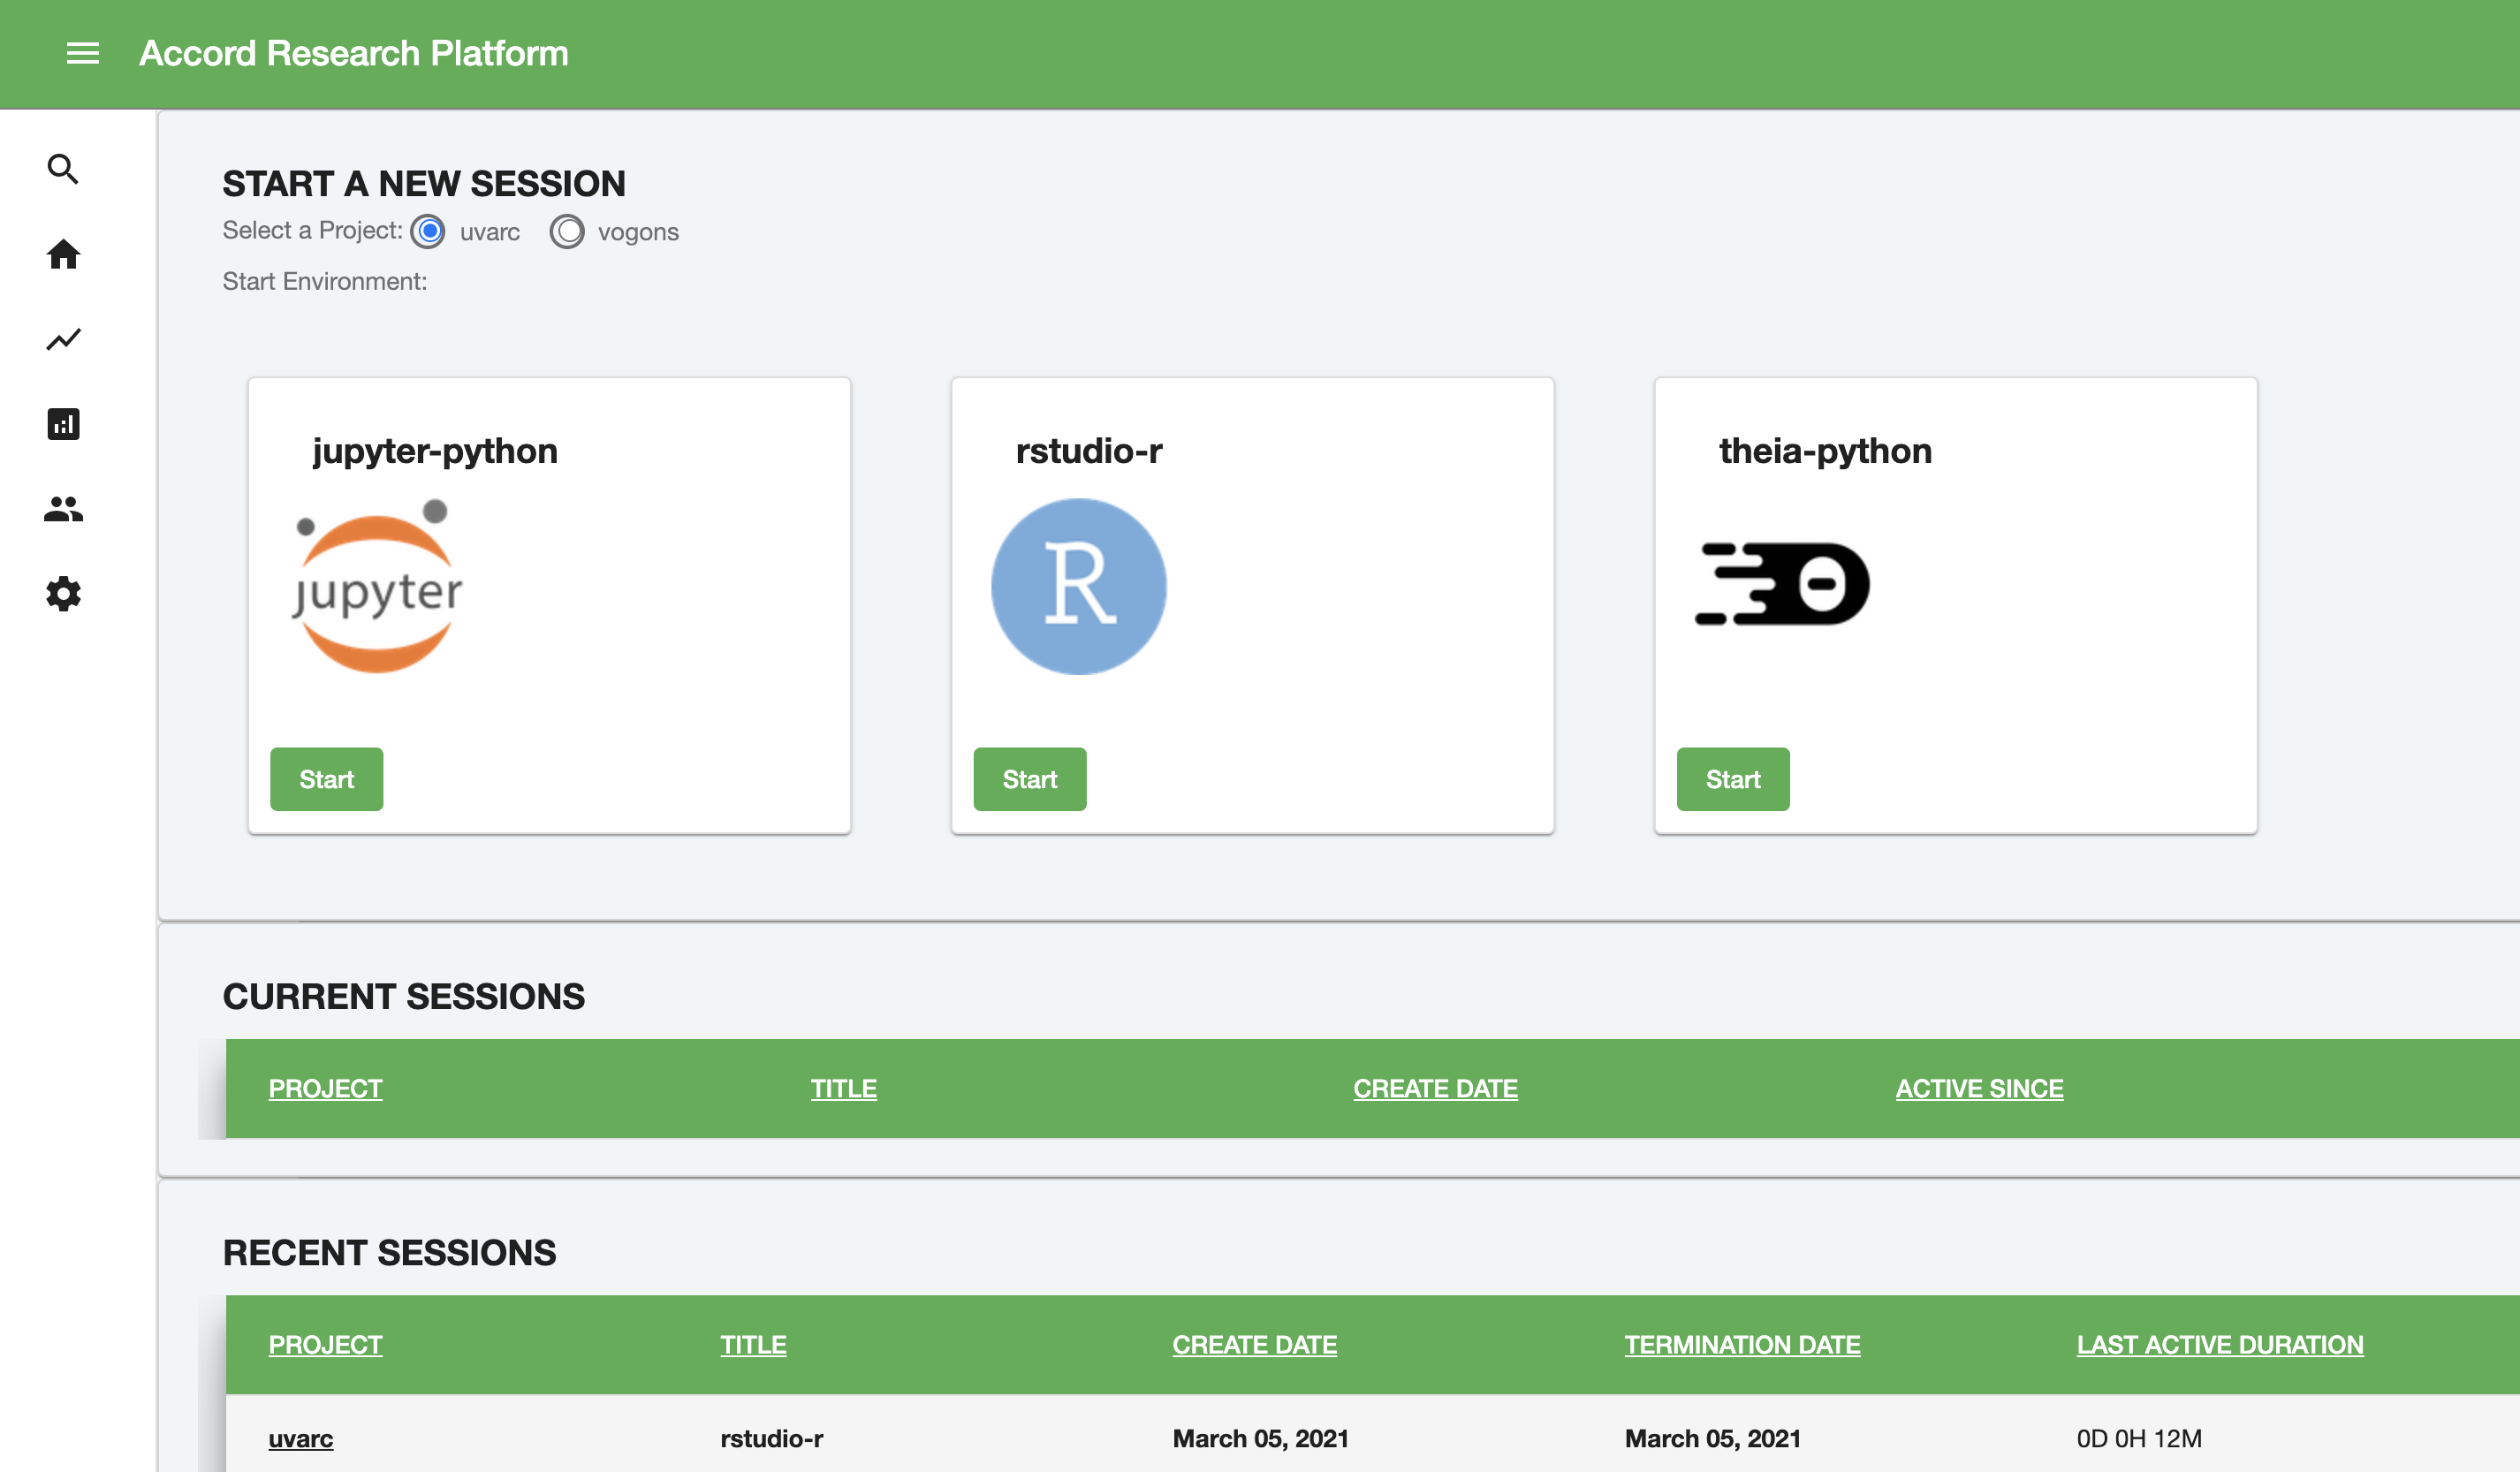 Accord Research Platform
START A NEW SESSION
Select a Project: uvarc vogons
Start Environment:
jupyter-python
rstudio-r
theia-python
jupyter
R
Start
Start
Start
CURRENT SESSIONS
PROJECT TITLE CREATE DATE ACTIVE SINCE
RECENT SESSIONS
PROJECT TITLE CREATE DATE TERMINATION DATE LAST ACTIVE DURATION
uvarc rstudio-r March 05, 2021 March 05, 2021 0D 0H 12M